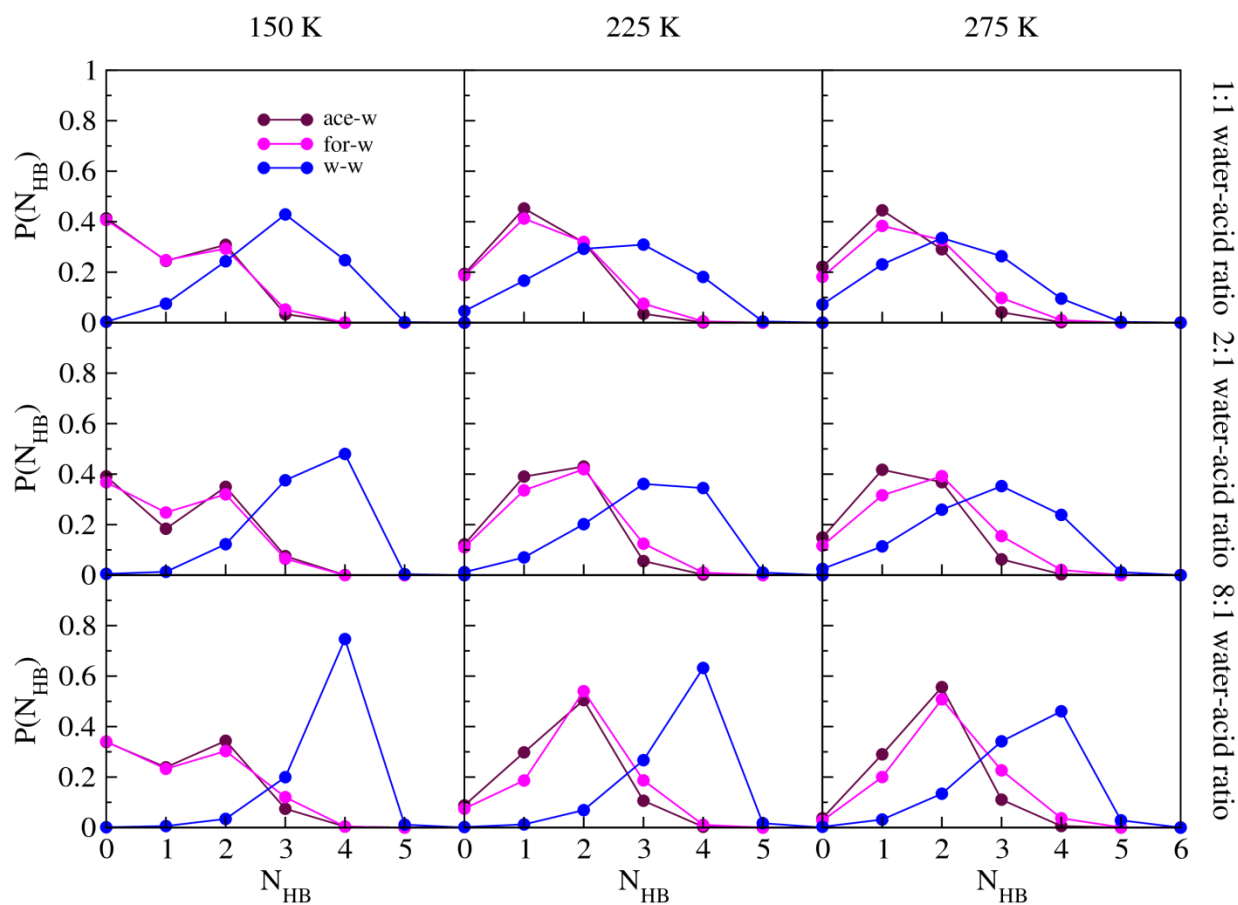 150 K 225 K 275 K
1
0.8
0.6
0.4
0.2
0
P(N_HB)
ace-w
for-w
w-w
1:1 water-acid ratio
0.8
0.6
0.4
0.2
0
P(N_HB)
2:1 water-acid ratio
0.8
0.6
0.4
0.2
0
P(N_HB)
8:1 water-acid ratio
0 1 2 3 4 5 0 1 2 3 4 5 0 1 2 3 4 5 6
N_HB N_HB N_HB